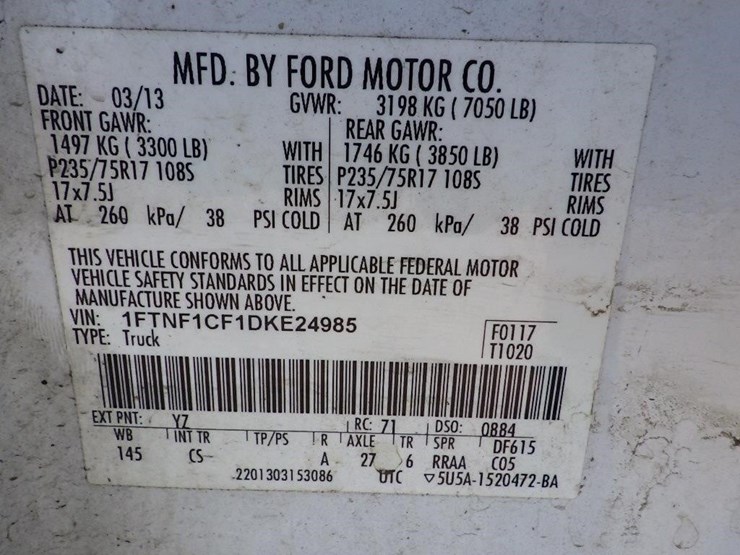 MFD. BY FORD MOTOR CO.
DATE: 03/13 GVWR: 3198 KG ( 7050 LB)
FRONT GAWR: REAR GAWR:
1497 KG ( 3300 LB) WITH 1746 KG ( 3850 LB) WITH
P235/75R17 108S TIRES P235/75R17 108S TIRES
17x7.5J RIMS 17x7.5J RIMS
AT 260 kPa/ 38 PSI COLD AT 260 kPa/ 38 PSI COLD
THIS VEHICLE CONFORMS TO ALL APPLICABLE FEDERAL MOTOR
VEHICLE SAFETY STANDARDS IN EFFECT ON THE DATE OF
MANUFACTURE SHOWN ABOVE.
VIN: 1FTNF1CF1DKE24985 F0117
TYPE: Truck T1020
EXT PNT: YZ RC: 71 DSO: 0884
WB INT TR TP/PS R AXLE TR SPR DF615
145 CS A 27 6 RRAA C05
2201303153086 UTC ▽5U5A-1520472-BA